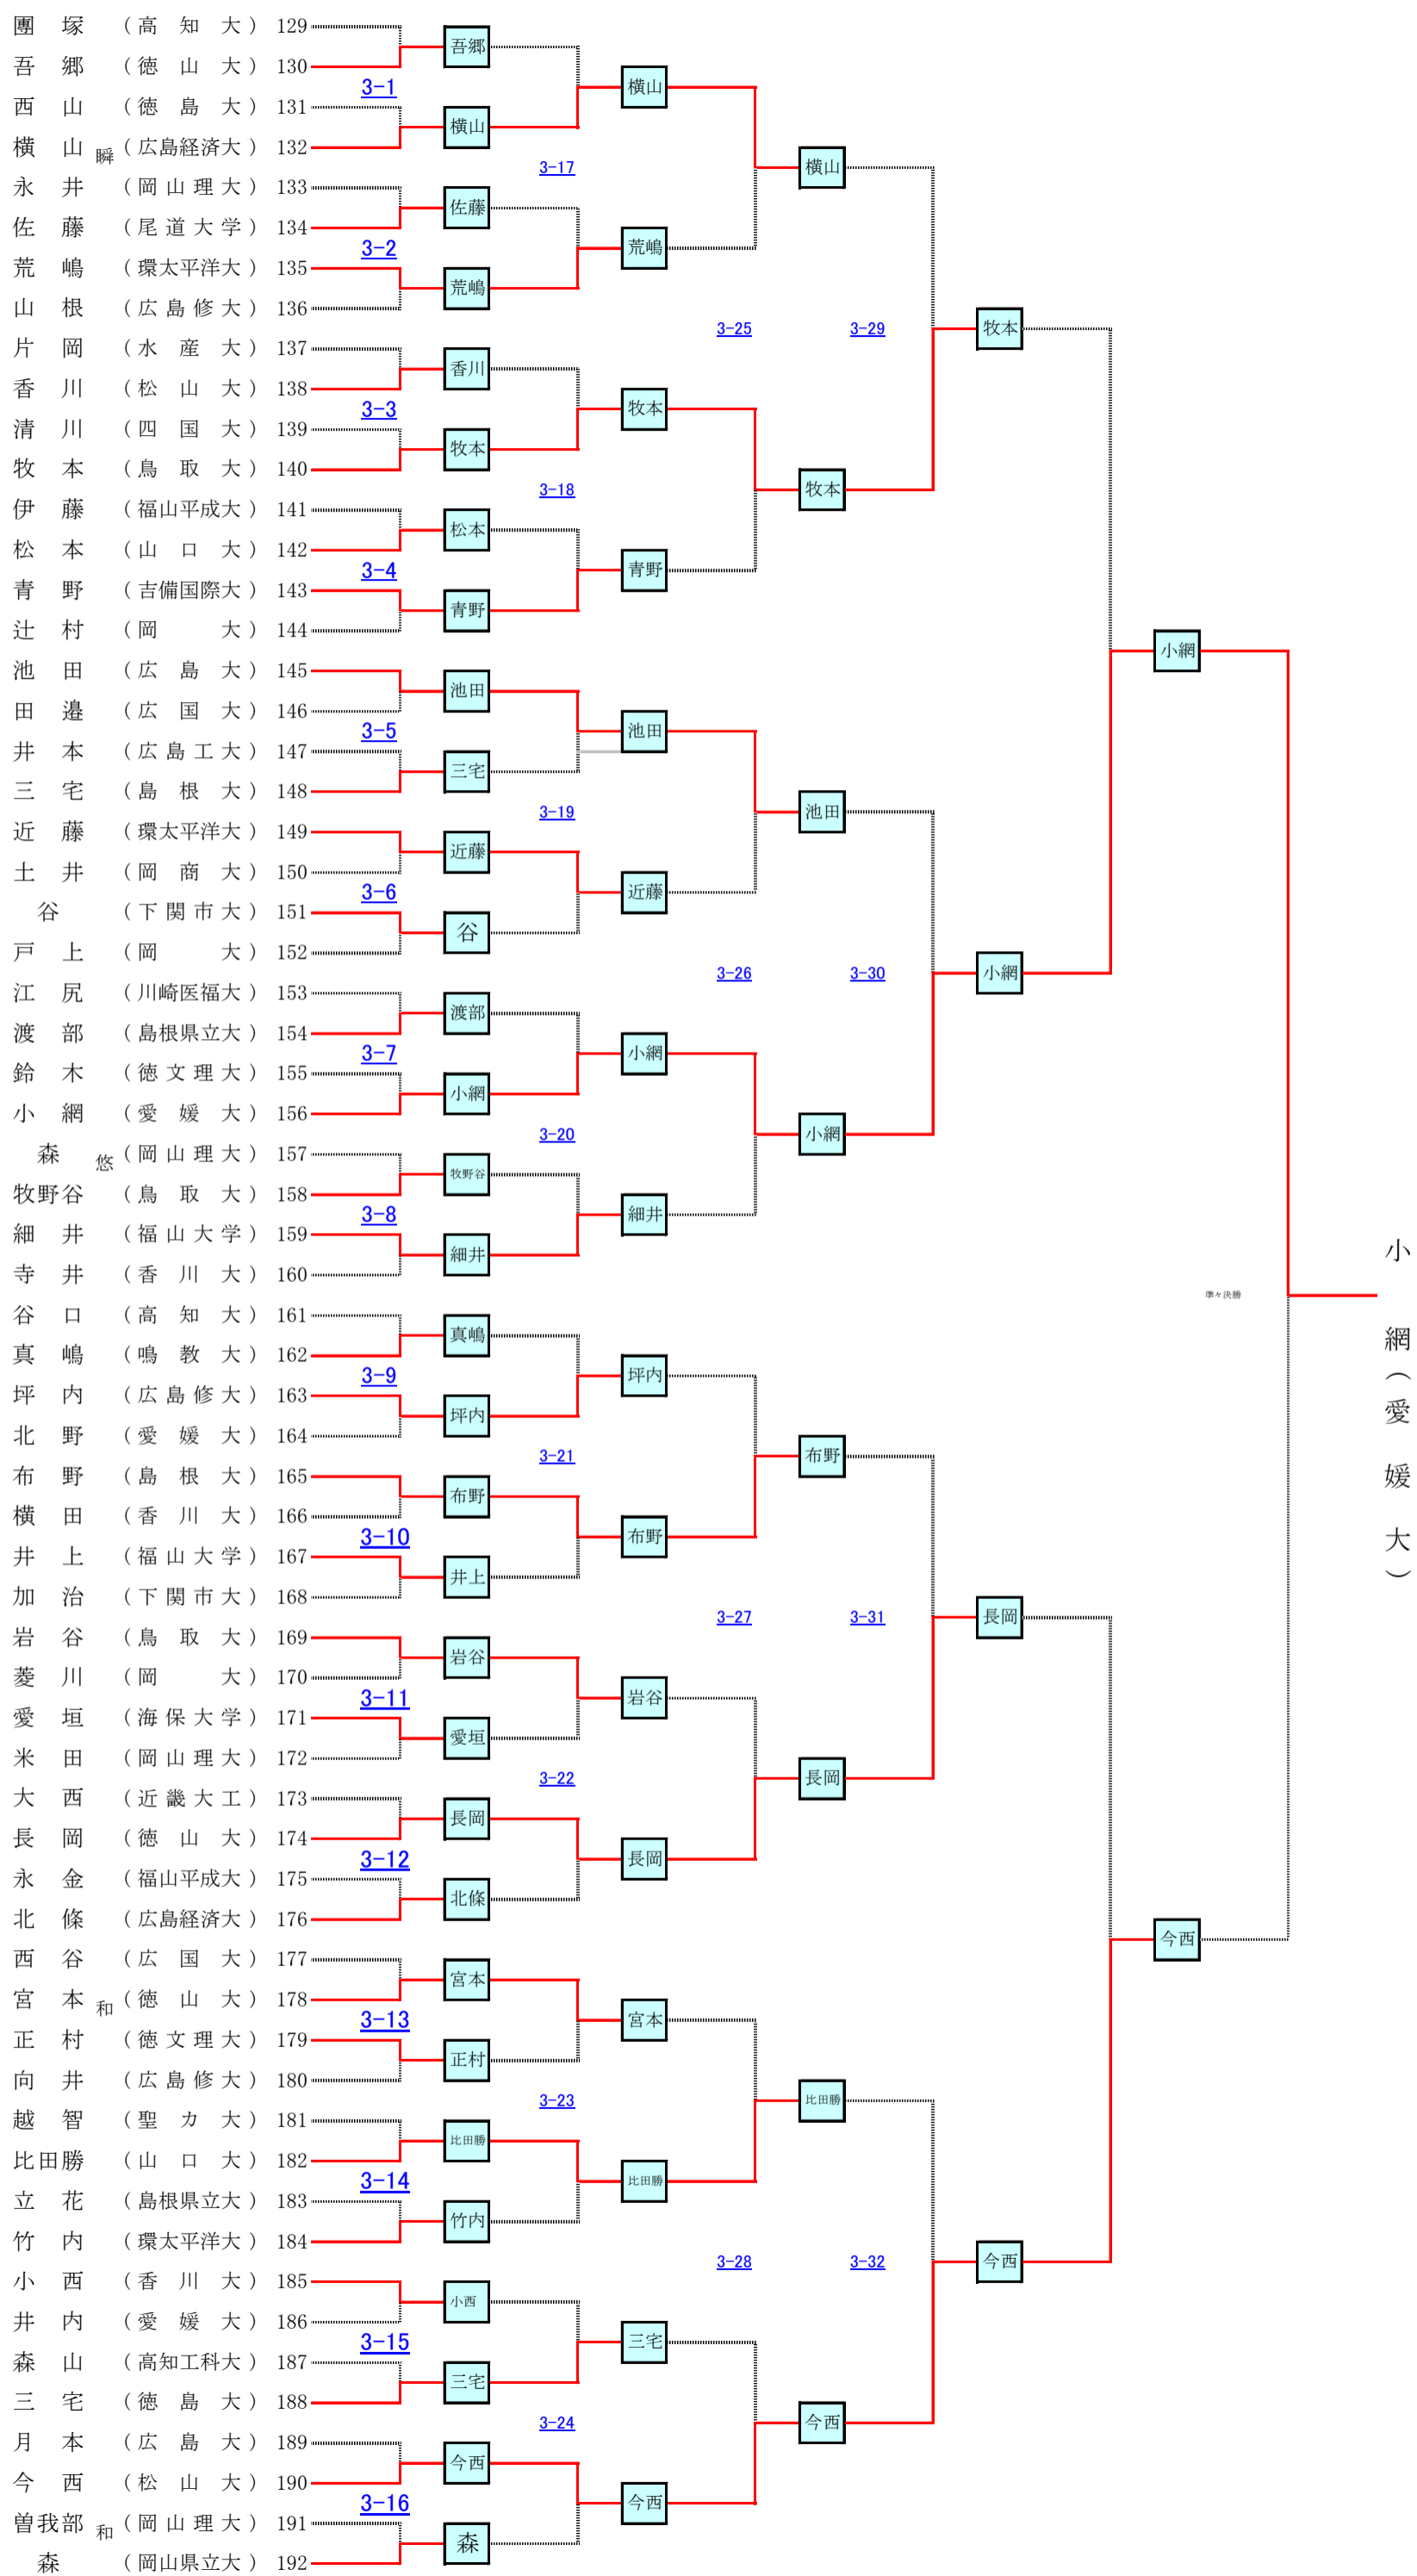 團塚（高知大）129
吾郷（徳山大）130
西山（徳島大）131
横山瞬（広島経済大）132
永井（岡山理大）133
佐藤（尾道大学）134
荒嶋（環太平洋大）135
山根（広島修大）136
片岡（水産大）137
香川（松山大）138
清川（四国大）139
牧本（鳥取大）140
伊藤（福山平成大）141
松本（山口大）142
青野（吉備国際大）143
辻村（岡大）144
池田（広島大）145
田邉（広国大）146
井本（広島工大）147
三宅（島根大）148
近藤（環太平洋大）149
土井（岡商大）150
谷（下関市大）151
戸上（岡大）152
江尻（川崎医福大）153
渡部（島根県立大）154
鈴木（徳文理大）155
小網（愛媛大）156
森悠（岡山理大）157
牧野谷（鳥取大）158
細井（福山大学）159
寺井（香川大）160
谷口（高知大）161
真嶋（鳴教大）162
坪内（広島修大）163
北野（愛媛大）164
布野（島根大）165
横田（香川大）166
井上（福山大学）167
加治（下関市大）168
岩谷（鳥取大）169
菱川（岡大）170
愛垣（海保大学）171
米田（岡山理大）172
大西（近畿大工）173
長岡（徳山大）174
永金（福山平成大）175
北條（広島経済大）176
西谷（広国大）177
宮本和（徳山大）178
正村（徳文理大）179
向井（広島修大）180
越智（聖カ大）181
比田勝（山口大）182
立花（島根県立大）183
竹内（環太平洋大）184
小西（香川大）185
井内（愛媛大）186
森山（高知工科大）187
三宅（徳島大）188
月本（広島大）189
今西（松山大）190
曽我部和（岡山理大）191
森（岡山県立大）192
3-1
3-2
3-3
3-4
3-5
3-6
3-7
3-8
3-9
3-10
3-11
3-12
3-13
3-14
3-15
3-16
吾郷
横山
佐藤
荒嶋
香川
牧本
松本
青野
池田
三宅
近藤
谷
渡部
小網
牧野谷
細井
真嶋
坪内
布野
井上
岩谷
愛垣
長岡
北條
宮本
正村
比田勝
竹内
小西
三宅
今西
森
3-17
3-18
3-19
3-20
3-21
3-22
3-23
3-24
横山
荒嶋
牧本
青野
池田
近藤
小網
細井
坪内
布野
岩谷
長岡
宮本
比田勝
三宅
今西
3-25
3-26
3-27
3-28
横山
牧本
池田
小網
布野
長岡
比田勝
今西
3-29
3-30
3-31
3-32
牧本
小網
長岡
今西
小網
今西
準々決勝
小網（愛媛大）